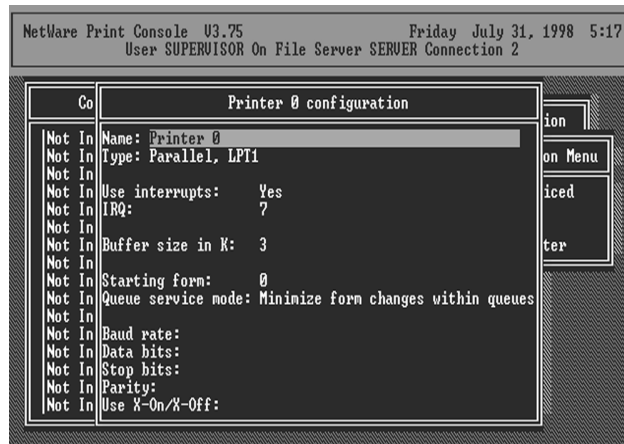 NetWare Print Console V3.75 Friday July 31, 1998 5:17
User SUPERVISOR On File Server SERVER Connection 2
Co
Printer 0 configuration
ion
Not In Name: Printer 0
Not In Type: Parallel, LPT1 on Menu
Not In
Not In Use interrupts: Yes iced
Not In IRQ: 7
Not In
Not In Buffer size in K: 3 ter
Not In
Not In Starting form: 0
Not In Queue service mode: Minimize form changes within queues
Not In
Not In Baud rate:
Not In Data bits:
Not In Stop bits:
Not In Parity:
Not In Use X-On/X-Off: